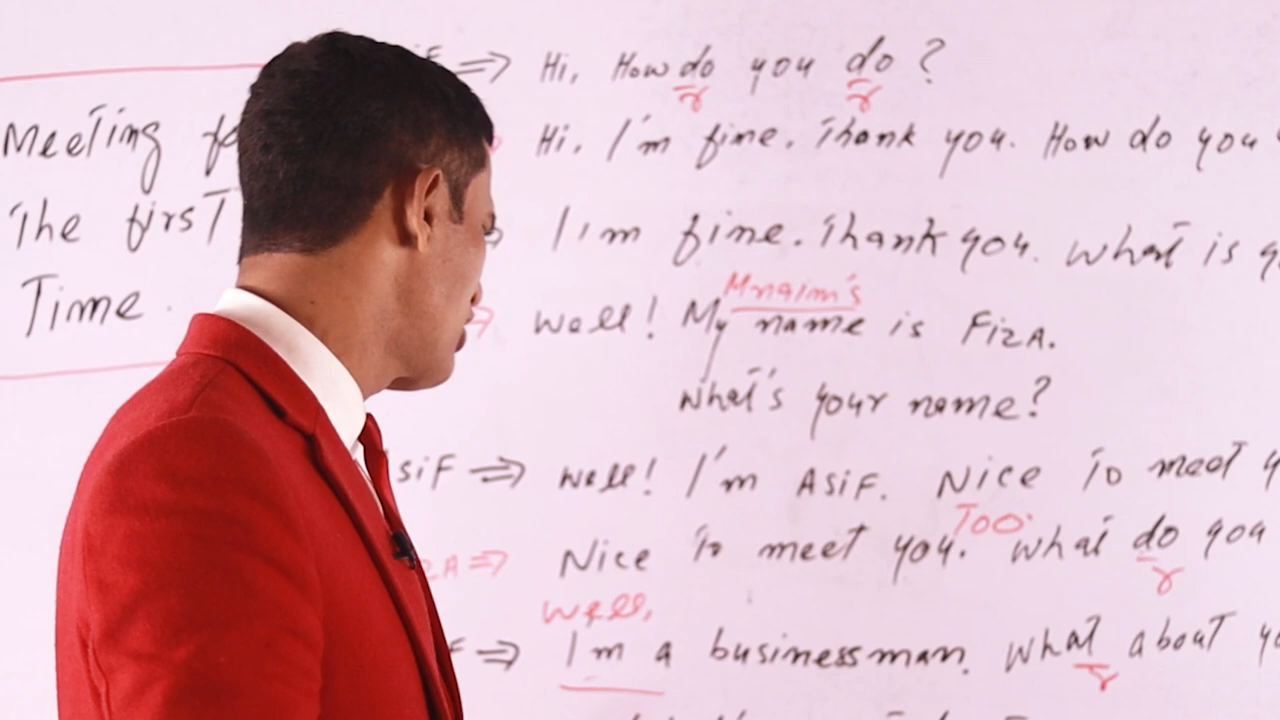 Meeting
The first
Time.
⇒ Hi, How do you do?
Hi, I'm fine. Thank you. How do you
I'm fine. Thank you. What is
well! My name is FizA.
What's your name?
SiF ⇒ well! I'm ASiF. Nice to meet
Too.
ZA ⇒ Nice to meet you. What do you
Well,
⇒ I'm a businessman. What about